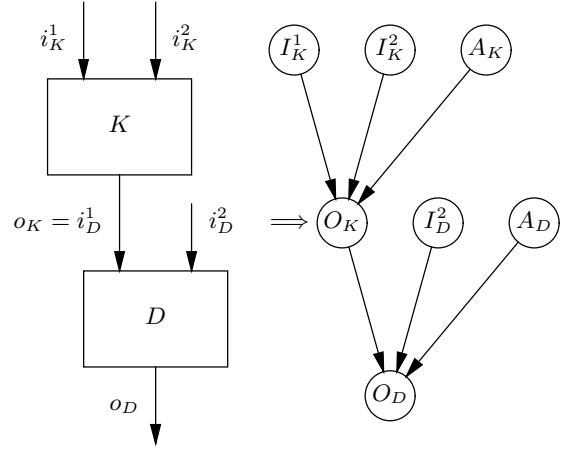 i_K^1 i_K^2 I_K^1 I_K^2 A_K
K
o_K = i_D^1 i_D^2 ⟹ O_K I_D^2 A_D
D
o_D O_D